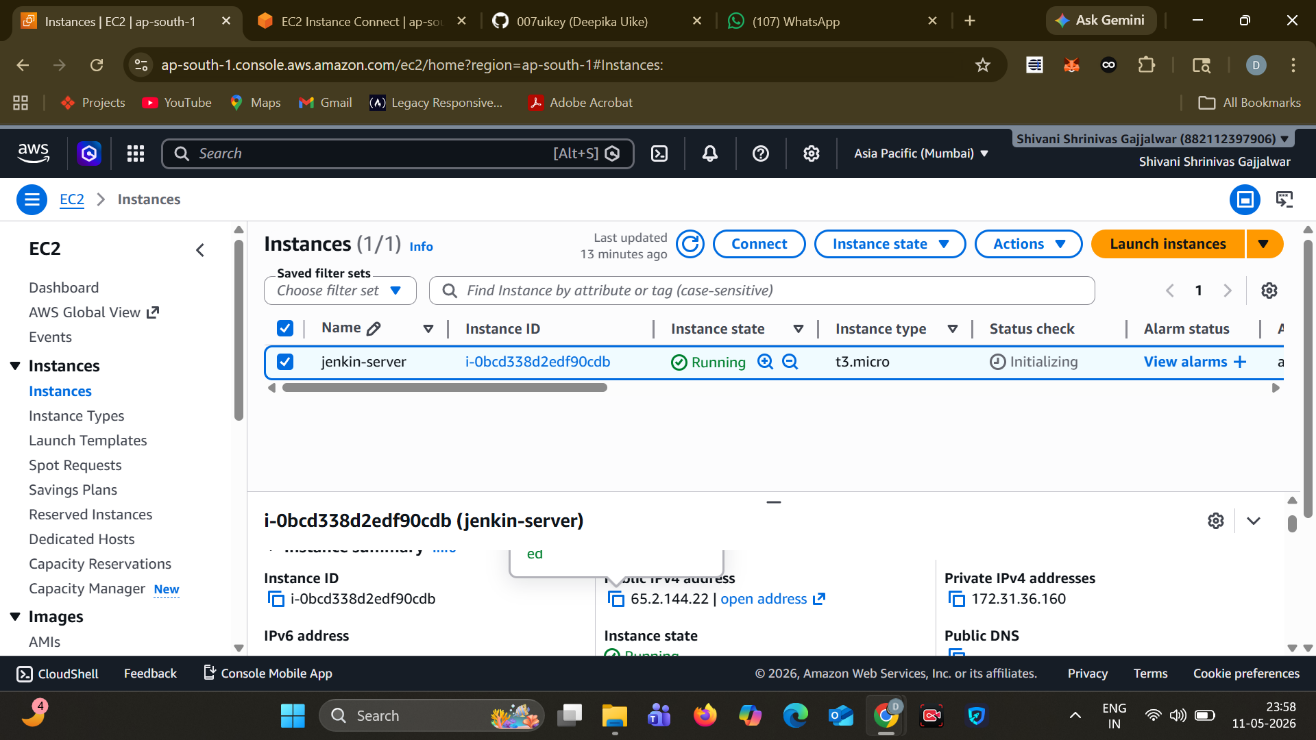 Instances | EC2 | ap-south-1
EC2 Instance Connect | ap-sou
007uikey (Deepika Uike)
(107) WhatsApp
Ask Gemini
ap-south-1.console.aws.amazon.com/ec2/home?region=ap-south-1#Instances:
D
Projects
YouTube
Maps
Gmail
Legacy Responsive...
Adobe Acrobat
All Bookmarks
aws
Search
[Alt+S]
Asia Pacific (Mumbai)
Shivani Shrinivas Gajjalwar (882112397906)
Shivani Shrinivas Gajjalwar
EC2
Instances
EC2
Dashboard
AWS Global View
Events
Instances
Instances
Instance Types
Launch Templates
Spot Requests
Savings Plans
Reserved Instances
Dedicated Hosts
Capacity Reservations
Capacity Manager New
Images
AMIs
Instances (1/1) Info
Last updated
13 minutes ago
Connect
Instance state
Actions
Launch instances
Saved filter sets
Choose filter set
Find Instance by attribute or tag (case-sensitive)
1
Name
Instance ID
Instance state
Instance type
Status check
Alarm status
A
jenkin-server
i-0bcd338d2edf90cdb
Running
t3.micro
Initializing
View alarms +
a
i-0bcd338d2edf90cdb (jenkin-server)
Instance summary Info
ed
Instance ID
i-0bcd338d2edf90cdb
Public IPv4 address
65.2.144.22 | open address
Private IPv4 addresses
172.31.36.160
IPv6 address
Instance state
Running
Public DNS
CloudShell
Feedback
Console Mobile App
© 2026, Amazon Web Services, Inc. or its affiliates.
Privacy
Terms
Cookie preferences
4
Search
D
ENG
IN
23:58
11-05-2026